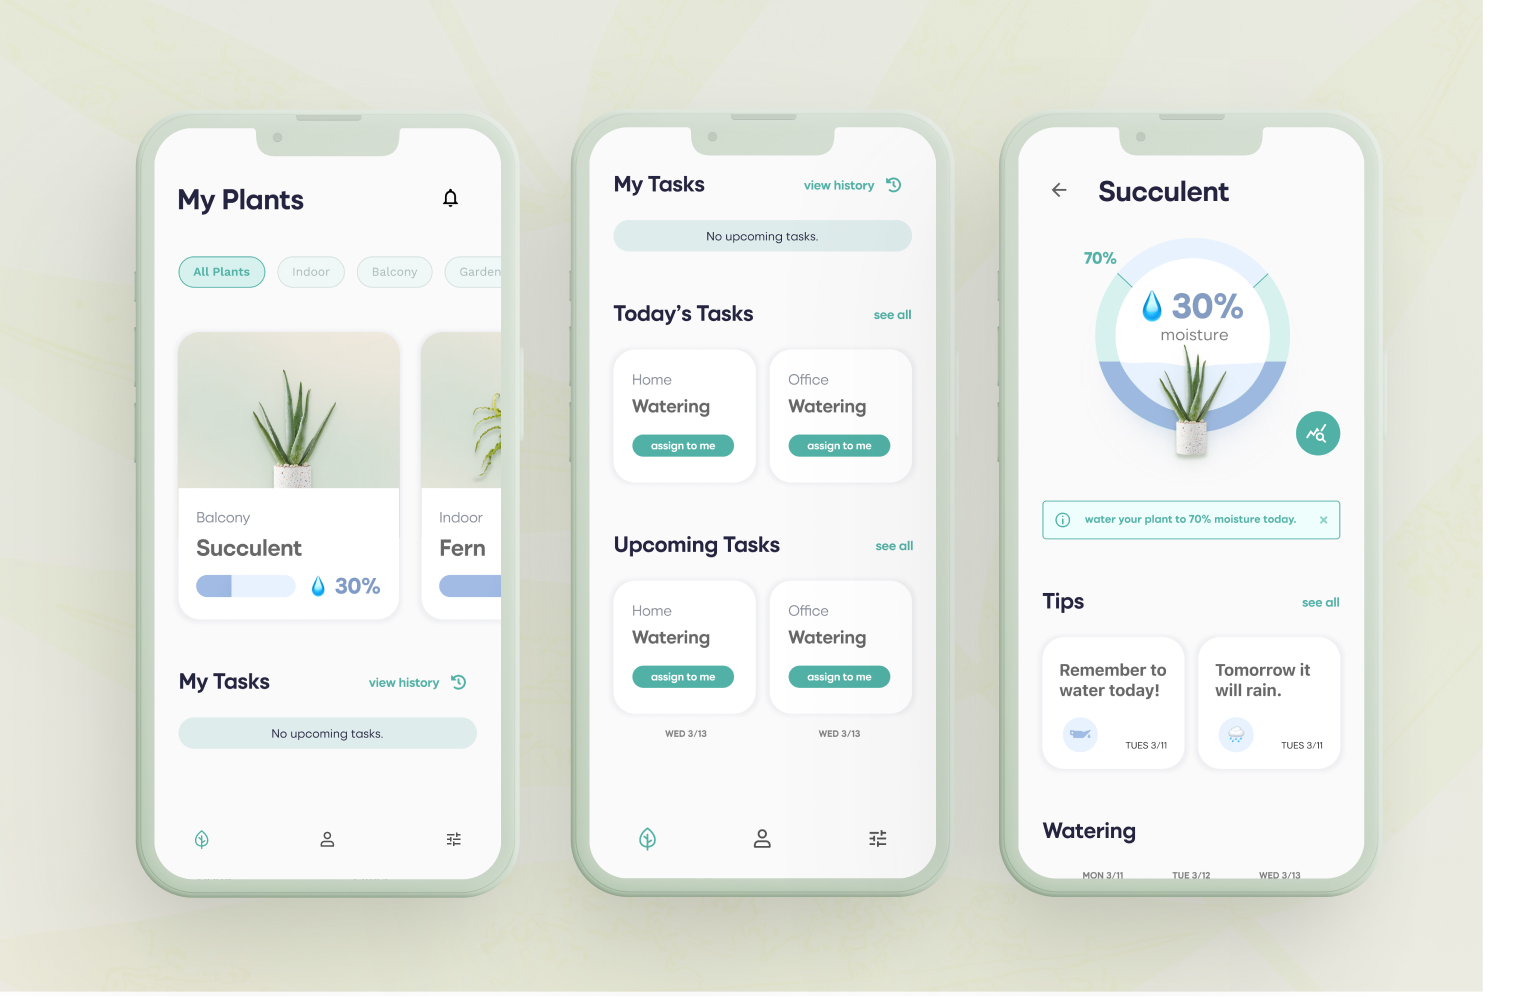 My Plants
All Plants
Indoor
Balcony
Garden
Balcony
Succulent
30%
Indoor
Fern
My Tasks
view history
No upcoming tasks.
My Tasks
view history
No upcoming tasks.
Today's Tasks
see all
Home
Watering
assign to me
Office
Watering
assign to me
Upcoming Tasks
see all
Home
Watering
assign to me
Office
Watering
assign to me
WED 3/13
WED 3/13
Succulent
70%
30%
moisture
water your plant to 70% moisture today.
Tips
see all
Remember to
water today!
TUES 3/11
Tomorrow it
will rain.
TUES 3/11
Watering
MON 3/11
TUE 3/12
WED 3/13